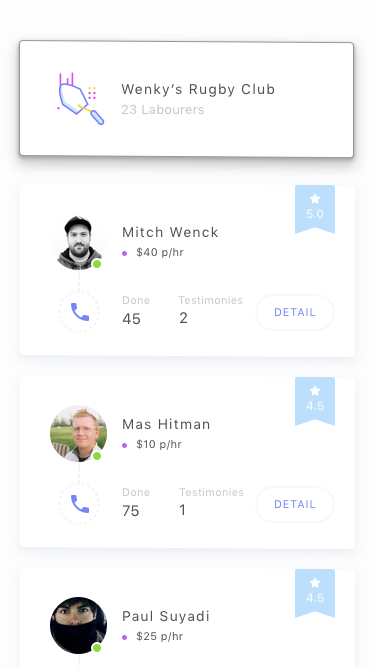 Wenky’s Rugby Club
23 Labourers
5.0
Mitch Wenck
$40 p/hr
Done Testimonies
45 2 DETAIL
4.5
Mas Hitman
$10 p/hr
Done Testimonies
75 1 DETAIL
4.5
Paul Suyadi
$25 p/hr